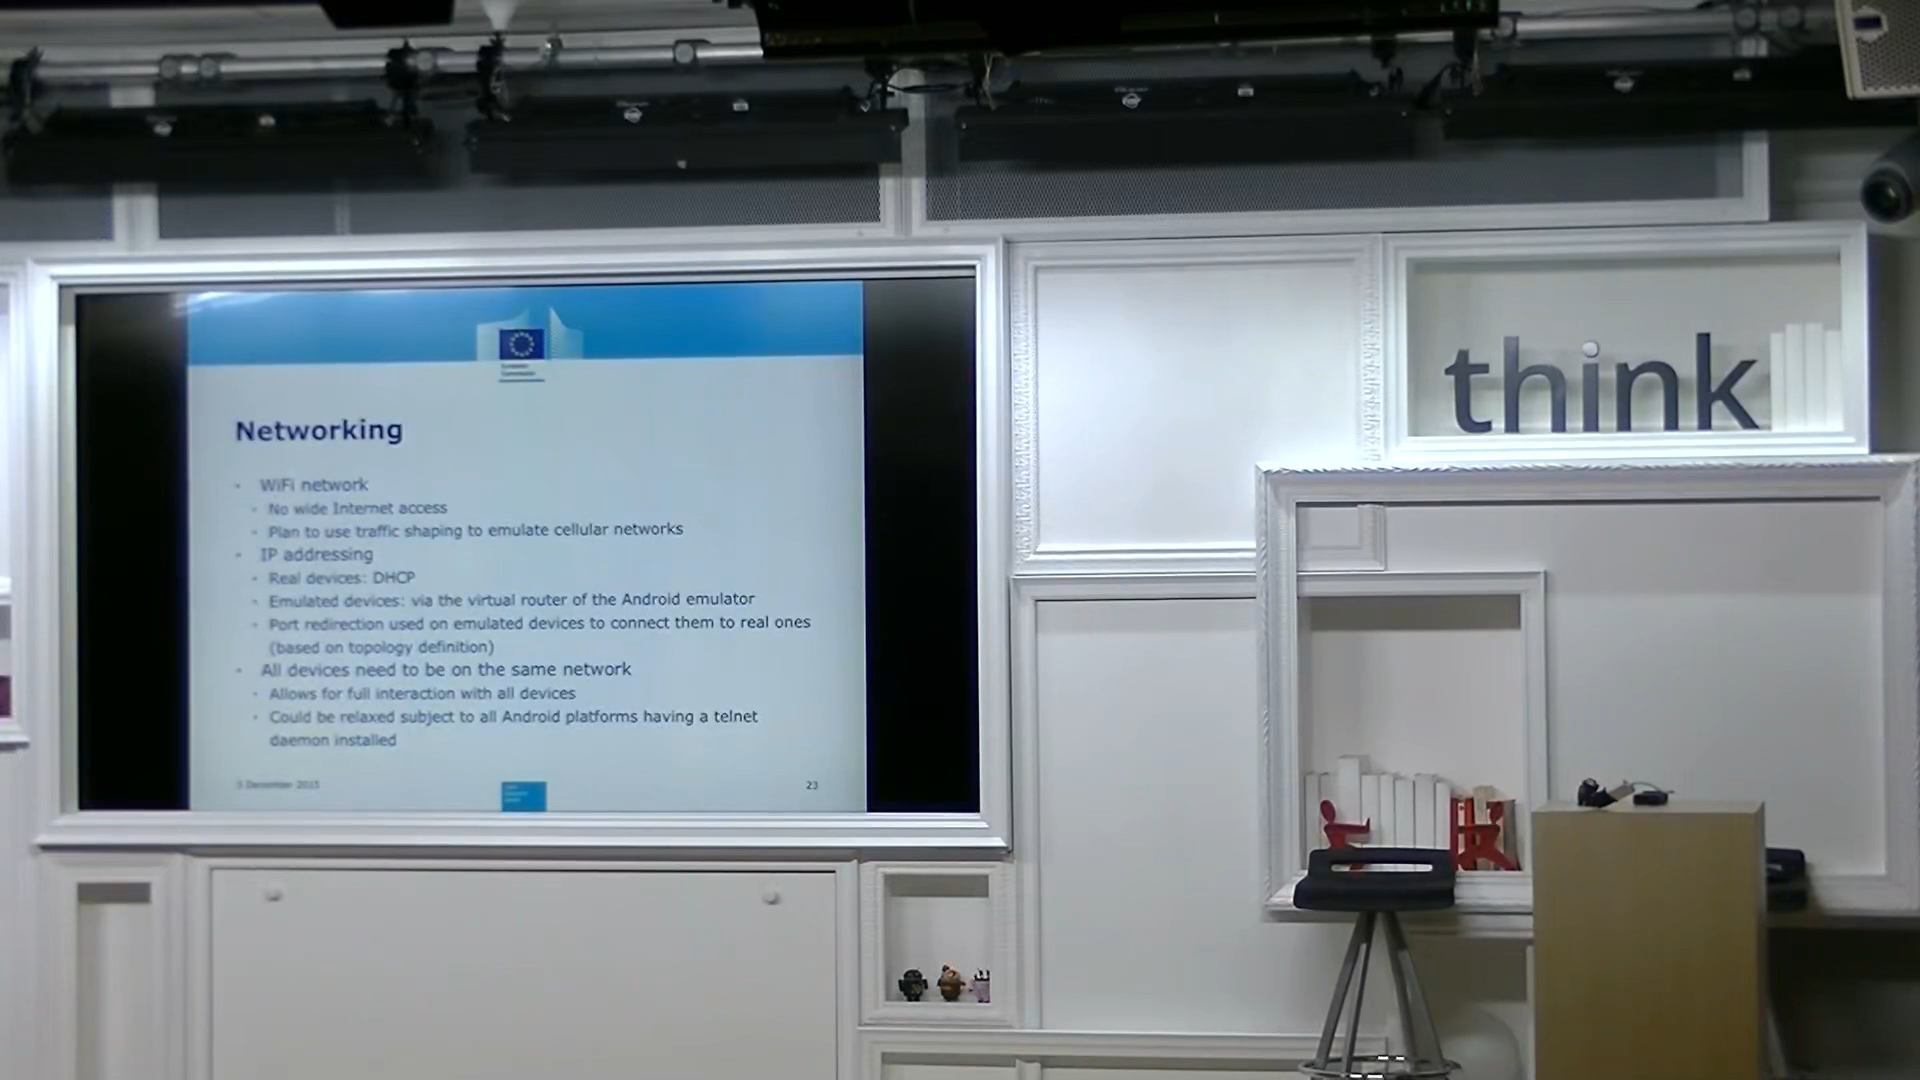 European
Commission
Networking
WiFi network
No wide Internet access
Plan to use traffic shaping to emulate cellular networks
IP addressing
Real devices: DHCP
Emulated devices: via the virtual router of the Android emulator
Port redirection used on emulated devices to connect them to real ones
(based on topology definition)
All devices need to be on the same network
Allows for full interaction with all devices
Could be relaxed subject to all Android platforms having a telnet
daemon installed
December 2015
23
think